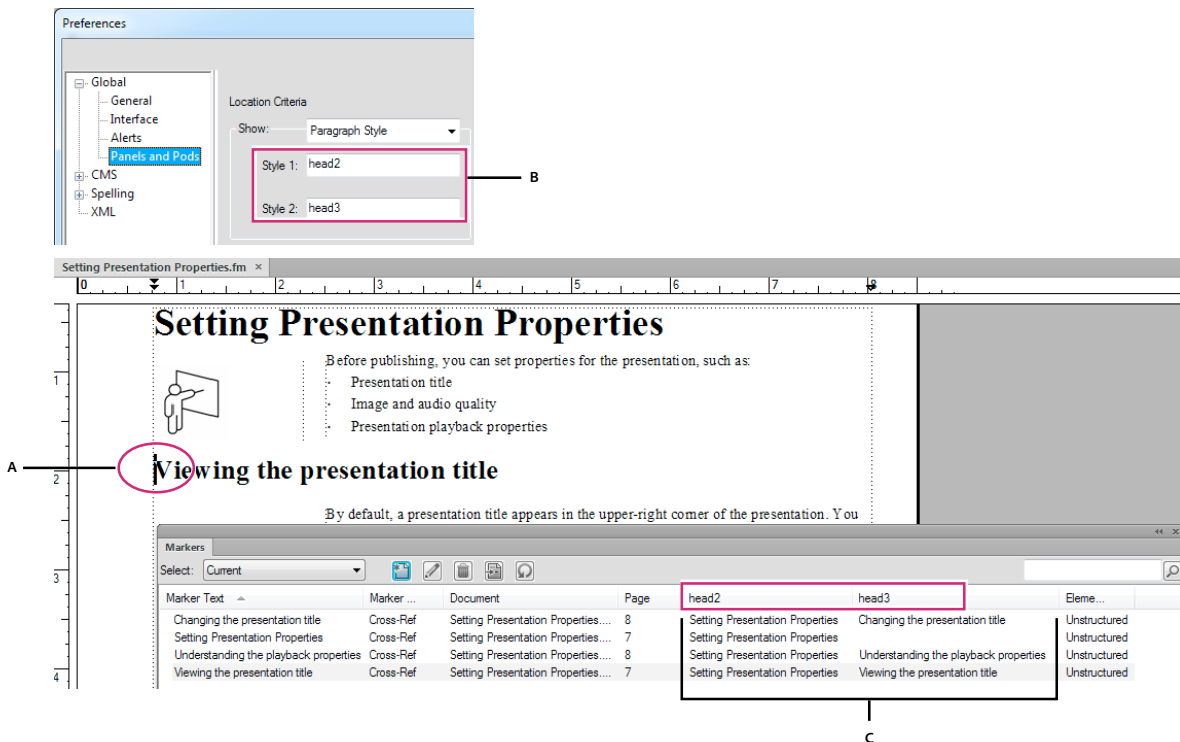 Preferences
Global
General
Interface
Alerts
Panels and Pods
CMS
Spelling
XML
Location Criteria
Show: Paragraph Style
Style 1: head2
Style 2: head3
B
Setting Presentation Properties.fm ×
0 1 2 3 4 5 6 7 8
Setting Presentation Properties
Before publishing, you can set properties for the presentation, such as:
· Presentation title
· Image and audio quality
· Presentation playback properties
1
A
2
Viewing the presentation title
By default, a presentation title appears in the upper-right corner of the presentation. You
Markers
Select: Current
3
Marker Text Marker ... Document Page head2 head3 Eleme...
Changing the presentation title Cross-Ref Setting Presentation Properties.... 8 Setting Presentation Properties Changing the presentation title Unstructured
Setting Presentation Properties Cross-Ref Setting Presentation Properties.... 7 Setting Presentation Properties Unstructured
Understanding the playback properties Cross-Ref Setting Presentation Properties.... 8 Setting Presentation Properties Understanding the playback properties Unstructured
Viewing the presentation title Cross-Ref Setting Presentation Properties.... 7 Setting Presentation Properties Viewing the presentation title Unstructured
4
C